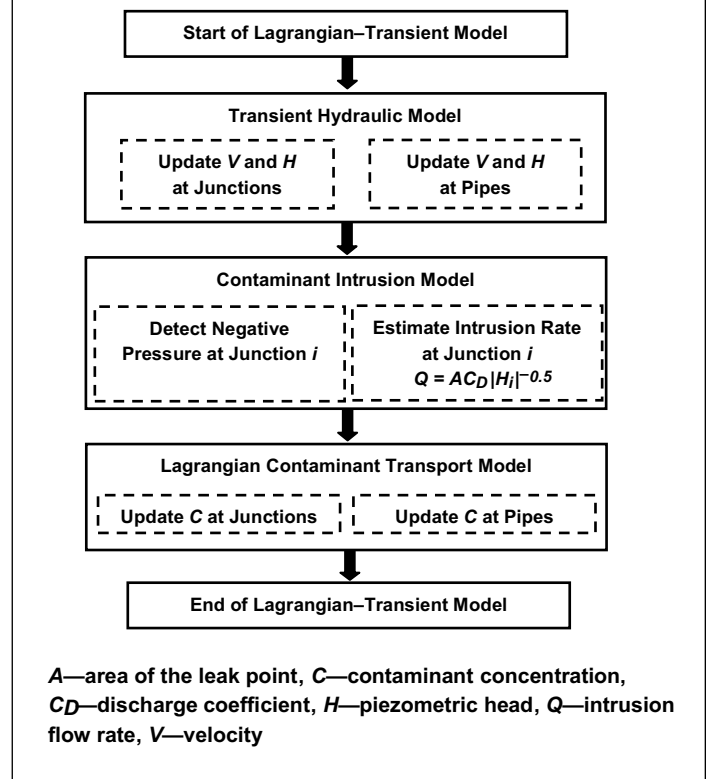 Start of Lagrangian–Transient Model
Transient Hydraulic Model
Update V and H
at Junctions
Update V and H
at Pipes
Contaminant Intrusion Model
Detect Negative
Pressure at Junction i
Estimate Intrusion Rate
at Junction i
Q = AC_D|H_i|^–0.5
Lagrangian Contaminant Transport Model
Update C at Junctions
Update C at Pipes
End of Lagrangian–Transient Model
A—area of the leak point, C—contaminant concentration,
C_D—discharge coefficient, H—piezometric head, Q—intrusion
flow rate, V—velocity